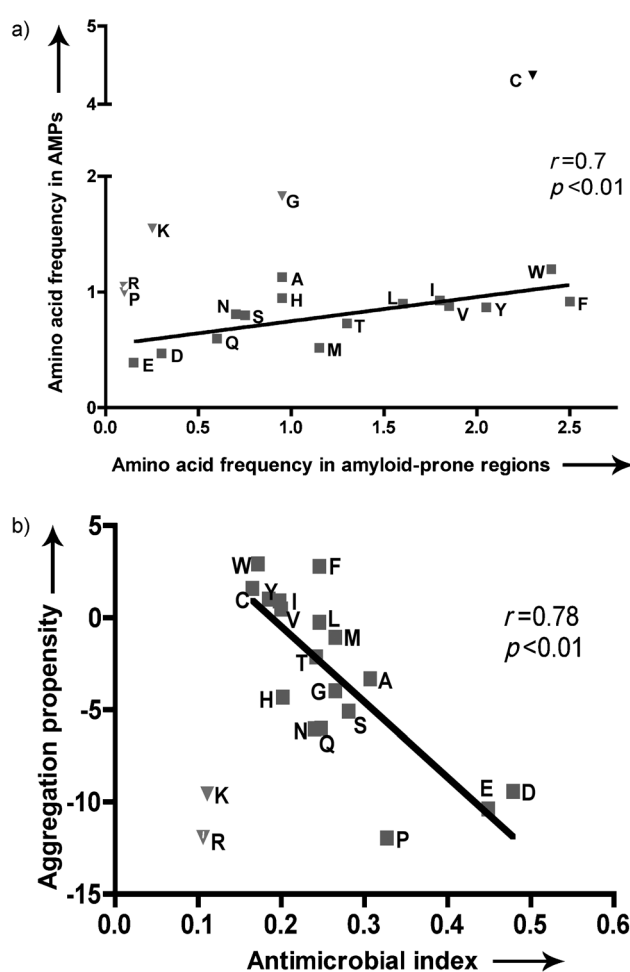 a)
5
4
2
1
0
Amino acid frequency in AMPs
C
r=0.7
p<0.01
G
K
R
P
A
H
N
S
Q
E
D
M
T
L
I
V
Y
W
F
0.0 0.5 1.0 1.5 2.0 2.5
Amino acid frequency in amyloid-prone regions
b)
5
0
-5
-10
-15
Aggregation propensity
W
F
C
Y
I
V
L
M
T
G
A
H
S
N
Q
K
R
E
D
P
r=0.78
p<0.01
0.0 0.1 0.2 0.3 0.4 0.5 0.6
Antimicrobial index